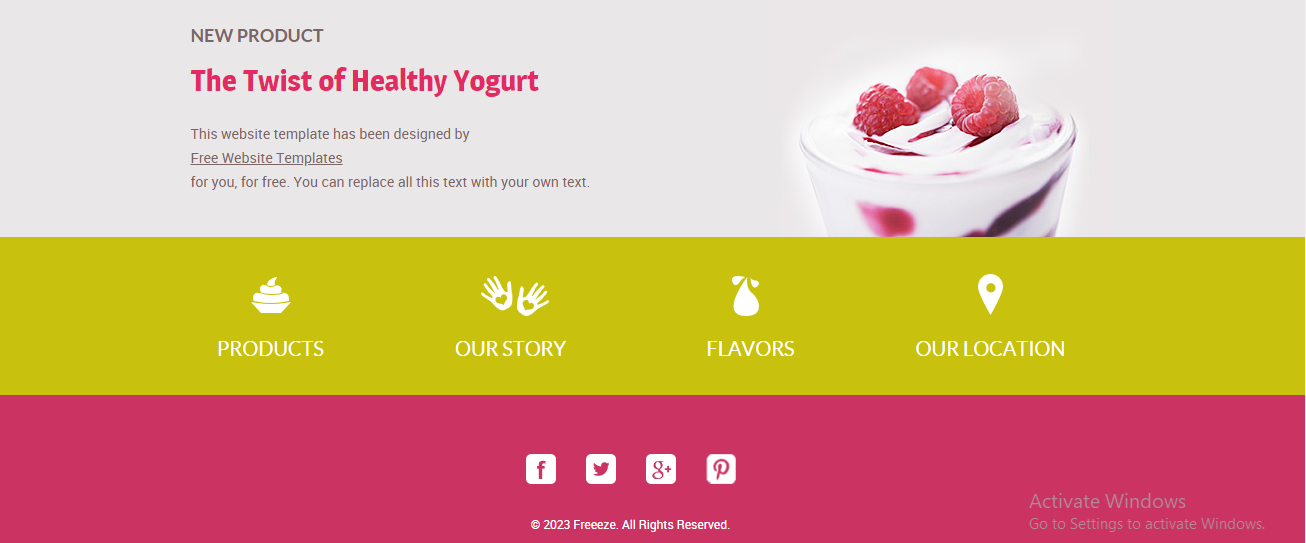 NEW PRODUCT
The Twist of Healthy Yogurt
This website template has been designed by
Free Website Templates
for you, for free. You can replace all this text with your own text.
PRODUCTS
OUR STORY
FLAVORS
OUR LOCATION
f
g+
p
© 2023 Freeeze. All Rights Reserved.
Activate Windows
Go to Settings to activate Windows.